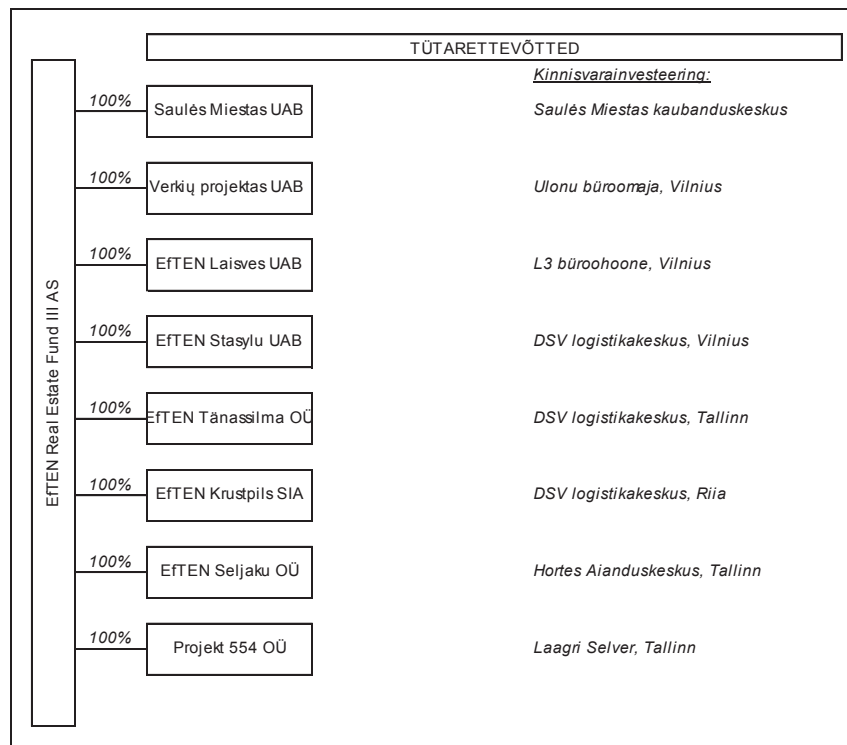 TÜTARETTEVÕTTED
EfTEN Real Estate Fund III AS
Kinnisvarainvesteering:
100% Saulės Miestas UAB Saulės Miestas kaubanduskeskus
100% Verkių projektas UAB Ulonu büroomaja, Vilnius
100% EfTEN Laisves UAB L3 büroohoone, Vilnius
100% EfTEN Stasylu UAB DSV logistikakeskus, Vilnius
100% EfTEN Tänassilma OÜ DSV logistikakeskus, Tallinn
100% EfTEN Krustpils SIA DSV logistikakeskus, Riia
100% EfTEN Seljaku OÜ Hortes Aianduskeskus, Tallinn
100% Projekt 554 OÜ Laagri Selver, Tallinn